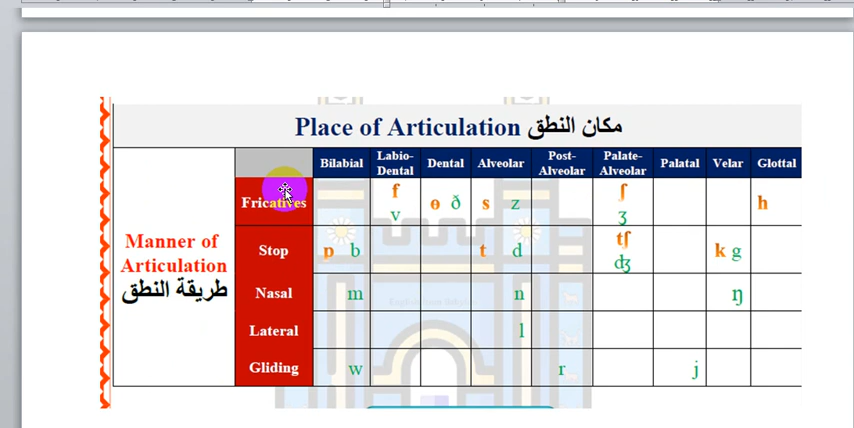 Place of Articulation مكان النطق
Bilabial Labio-Dental Dental Alveolar Post-Alveolar Palate-Alveolar Palatal Velar Glottal
Manner of Articulation
طريقة النطق
Fricatives f v ɵ ð s z ʃ ʒ h
Stop p b t d tʃ ʤ k g
Nasal m n ŋ
Lateral l
Gliding w r j